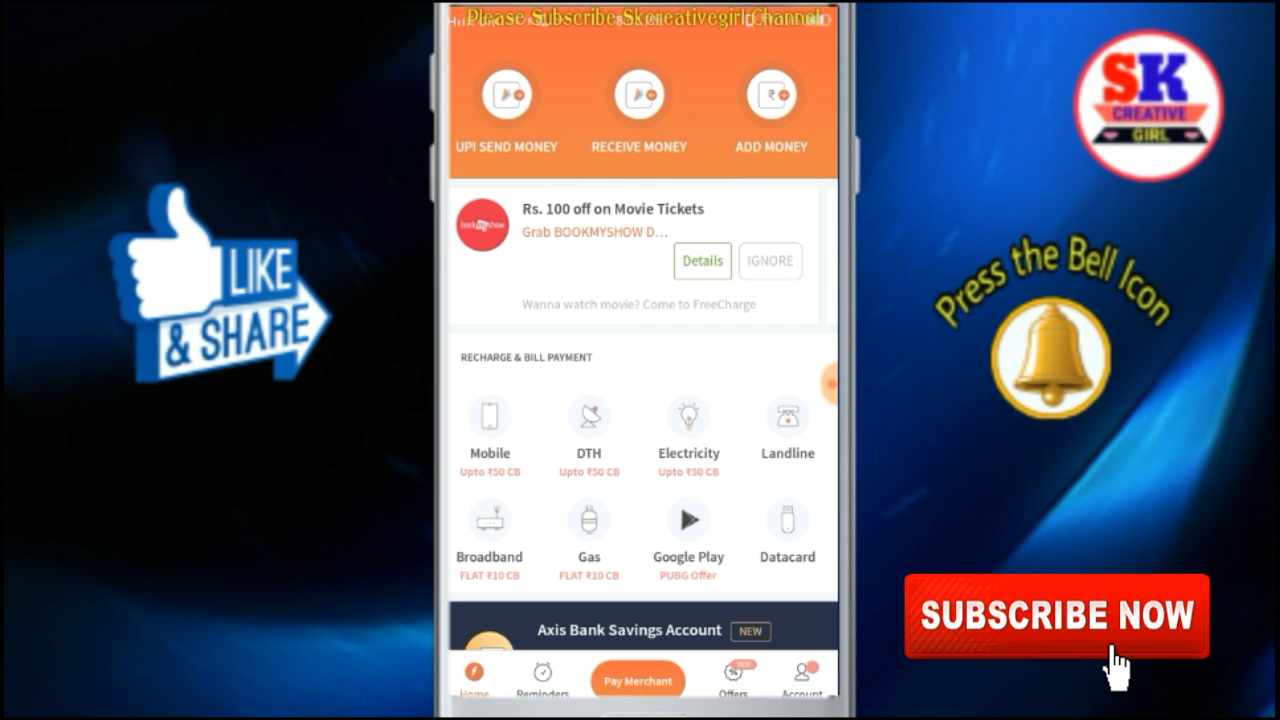 Please Subscribe Skcreativegirl Channel
UPI SEND MONEY
RECEIVE MONEY
ADD MONEY
book my show
Rs. 100 off on Movie Tickets
Grab BOOKMYSHOW D...
Details
IGNORE
Wanna watch movie? Come to FreeCharge
RECHARGE & BILL PAYMENT
Mobile
DTH
Electricity
Landline
Upto ₹50 CB
Upto ₹50 CB
Upto ₹50 CB
Broadband
Gas
Google Play
Datacard
FLAT ₹10 CB
FLAT ₹10 CB
PUBG Offer
Axis Bank Savings Account
NEW
Home
Reminders
Pay Merchant
NEW
Offers
Account
LIKE
& SHARE
SK
CREATIVE
GIRL
Press the Bell Icon
SUBSCRIBE NOW